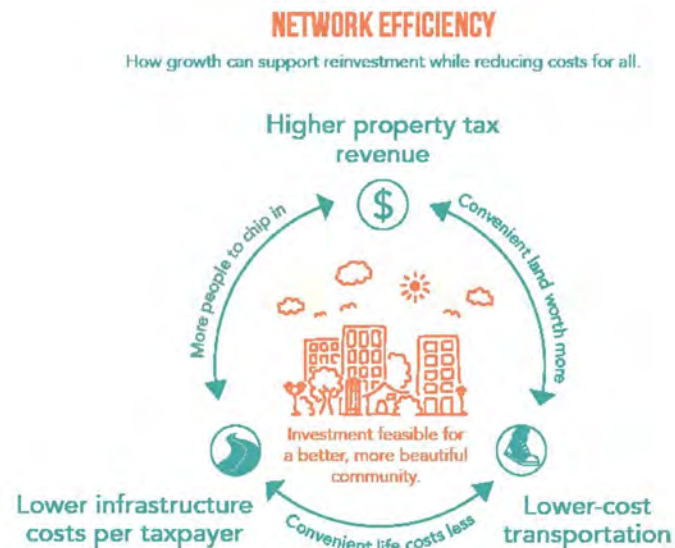 NETWORK EFFICIENCY
How growth can support reinvestment while reducing costs for all.
Higher property tax
revenue
$
More people to chip in
Convenient land worth more
Investment feasible for
a better, more beautiful
community.
Lower infrastructure
costs per taxpayer
Convenient life costs less
Lower-cost
transportation